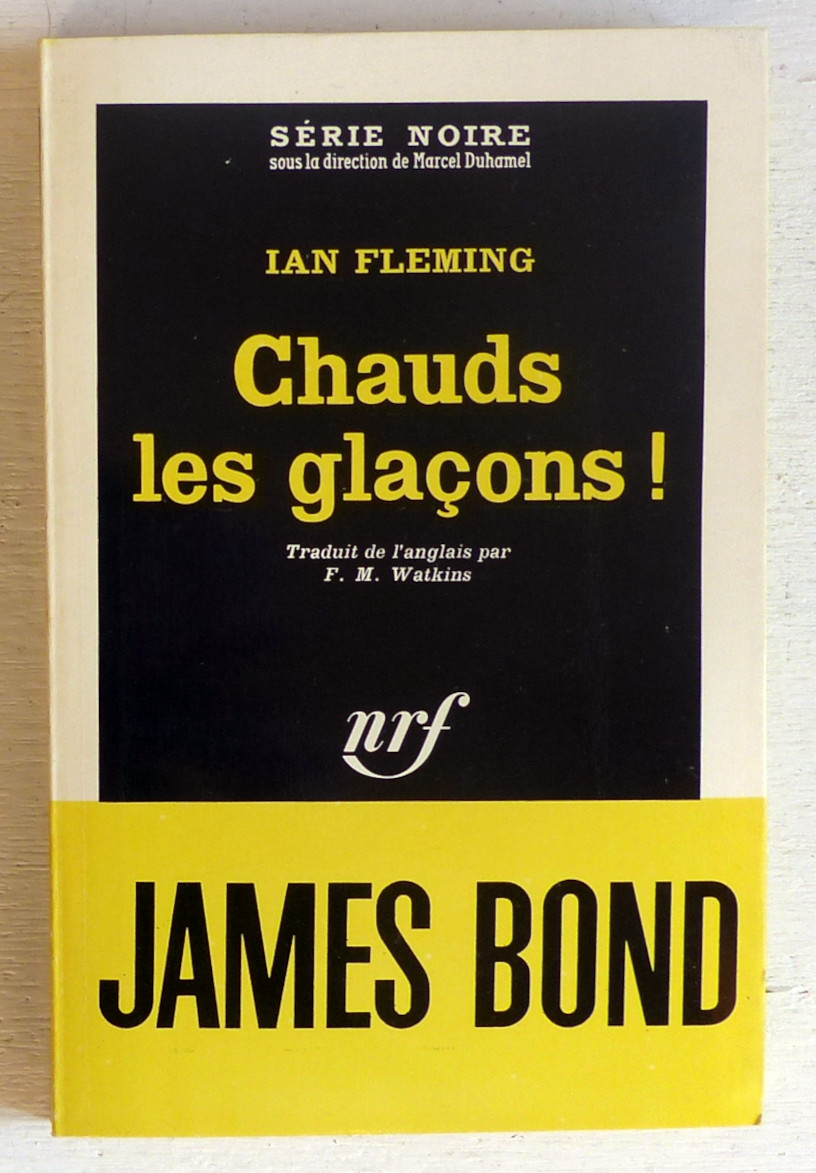 SÉRIE NOIRE
sous la direction de Marcel Duhamel
IAN FLEMING
Chauds
les glaçons !
Traduit de l'anglais par
F. M. Watkins
nrf
JAMES BOND